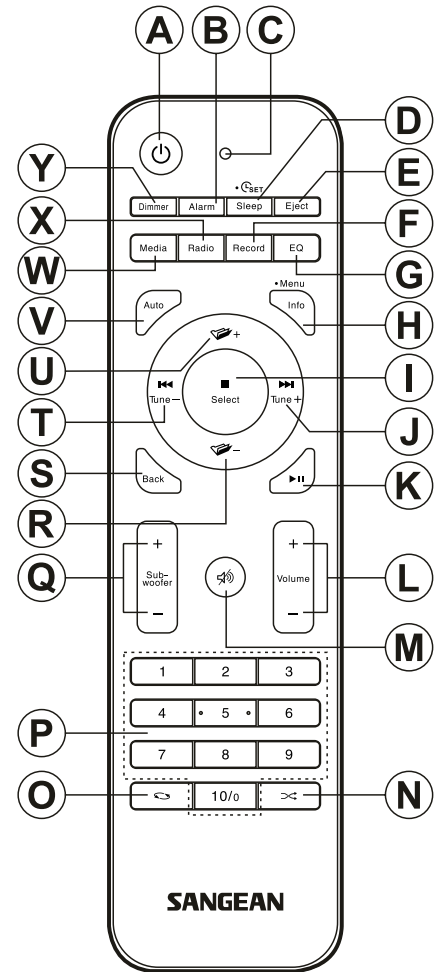 A B C
D
Y
• SET
E
Dimmer Alarm Sleep Eject
X
F
Media Radio Record EQ
W
G
• Menu
V Auto Info
H
+
U
I
Tune− Select Tune+
T
J
S
−
Back
K
R
+ +
Q Sub-
woofer Volume L
− −
M
1 2 3
4 • 5 • 6
P
7 8 9
O 10/0 N
SANGEAN